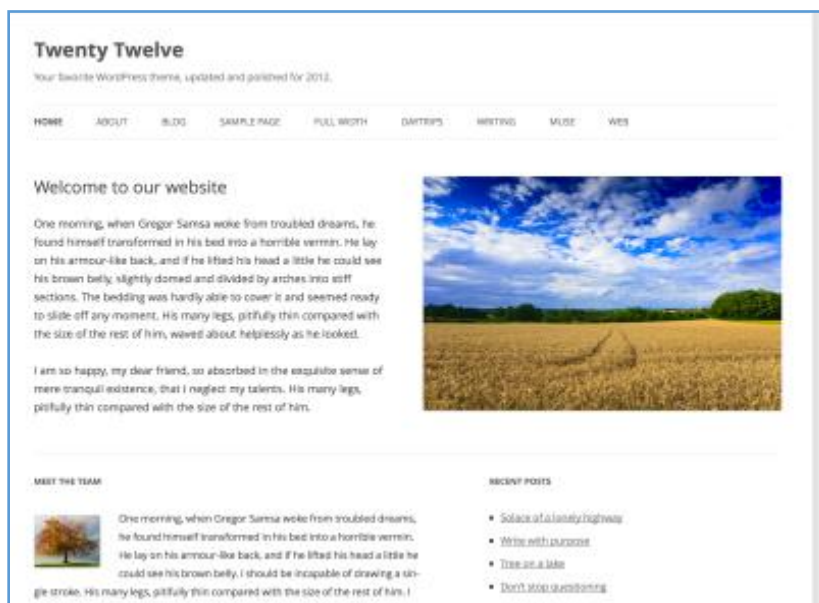 Twenty Twelve
Your favorite WordPress theme, updated and polished for 2012.
HOME ABOUT BLOG SAMPLE PAGE FULL WIDTH DAYTRIPS WRITING MUSE WEB
Welcome to our website
One morning, when Gregor Samsa woke from troubled dreams, he
found himself transformed in his bed into a horrible vermin. He lay
on his armour-like back, and if he lifted his head a little he could see
his brown belly, slightly domed and divided by arches into stiff
sections. The bedding was hardly able to cover it and seemed ready
to slide off any moment. His many legs, pitifully thin compared with
the size of the rest of him, waved about helplessly as he looked.
I am so happy, my dear friend, so absorbed in the exquisite sense of
mere tranquil existence, that I neglect my talents. His many legs,
pitifully thin compared with the size of the rest of him.
MEET THE TEAM
One morning, when Gregor Samsa woke from troubled dreams,
he found himself transformed in his bed into a horrible vermin.
He lay on his armour-like back, and if he lifted his head a little he
could see his brown belly. I should be incapable of drawing a sin-
gle stroke. His many legs, pitifully thin compared with the size of the rest of him. I
RECENT POSTS
Solace of a lonely highway
Write with purpose
Tree on a lake
Don't stop questioning